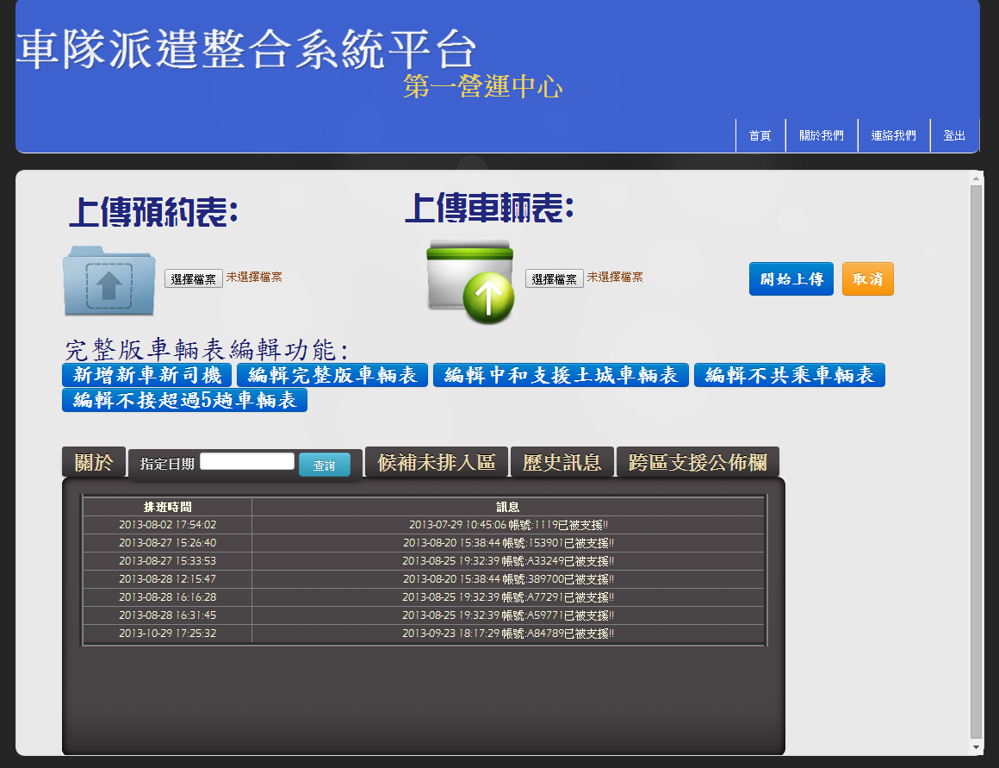 車隊派遣整合系統平台
第一營運中心
首頁 關於我們 連絡我們 登出
上傳預約表: 上傳車輛表:
選擇檔案 未選擇檔案 選擇檔案 未選擇檔案 開始上傳 取消
完整版車輛表編輯功能:
新增新車新司機 編輯完整版車輛表 編輯中和支援土城車輛表 編輯不共乘車輛表
編輯不接超過5趟車輛表
關於 指定日期 查詢 候補未排入區 歷史訊息 跨區支援公佈欄
排班時間 訊息
2013-08-02 17:54:02 2013-07-29 10:45:06 帳號:1119已被支援!!
2013-08-27 15:26:40 2013-08-20 15:38:44 帳號:153901已被支援!!
2013-08-27 15:33:53 2013-08-25 19:32:39 帳號:A33249已被支援!!
2013-08-28 12:15:47 2013-08-20 15:38:44 帳號:389700已被支援!!
2013-08-28 16:16:28 2013-08-25 19:32:39 帳號:A77291已被支援!!
2013-08-28 16:31:45 2013-08-25 19:32:39 帳號:A59771已被支援!!
2013-10-29 17:25:32 2013-09-23 18:17:29 帳號:A84789已被支援!!